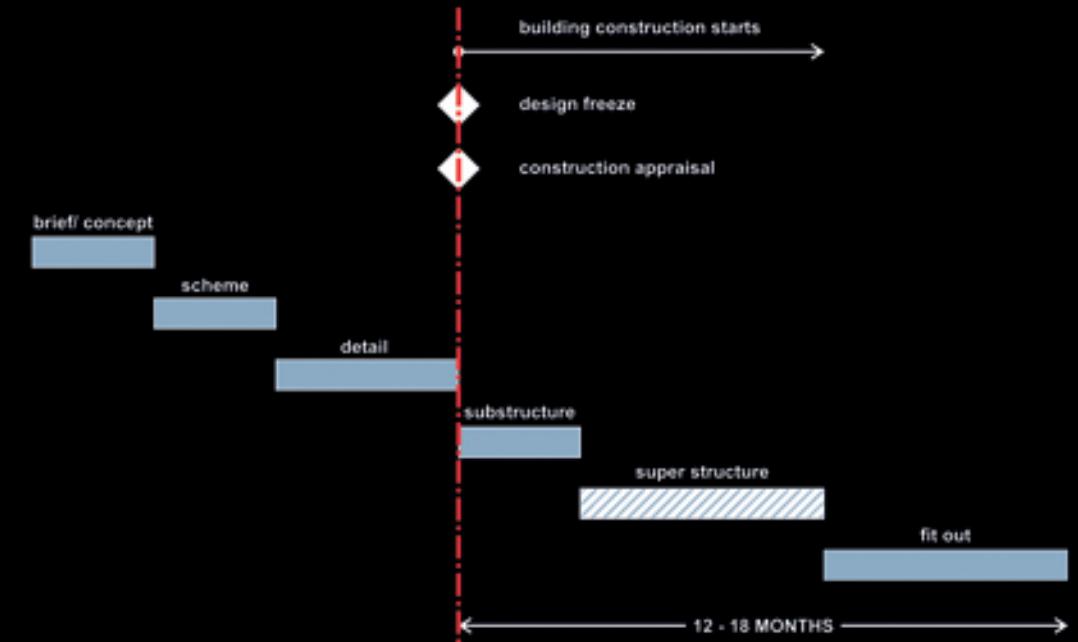 building construction starts
design freeze
construction appraisal
brief/ concept
scheme
detail
substructure
super structure
fit out
12 - 18 MONTHS